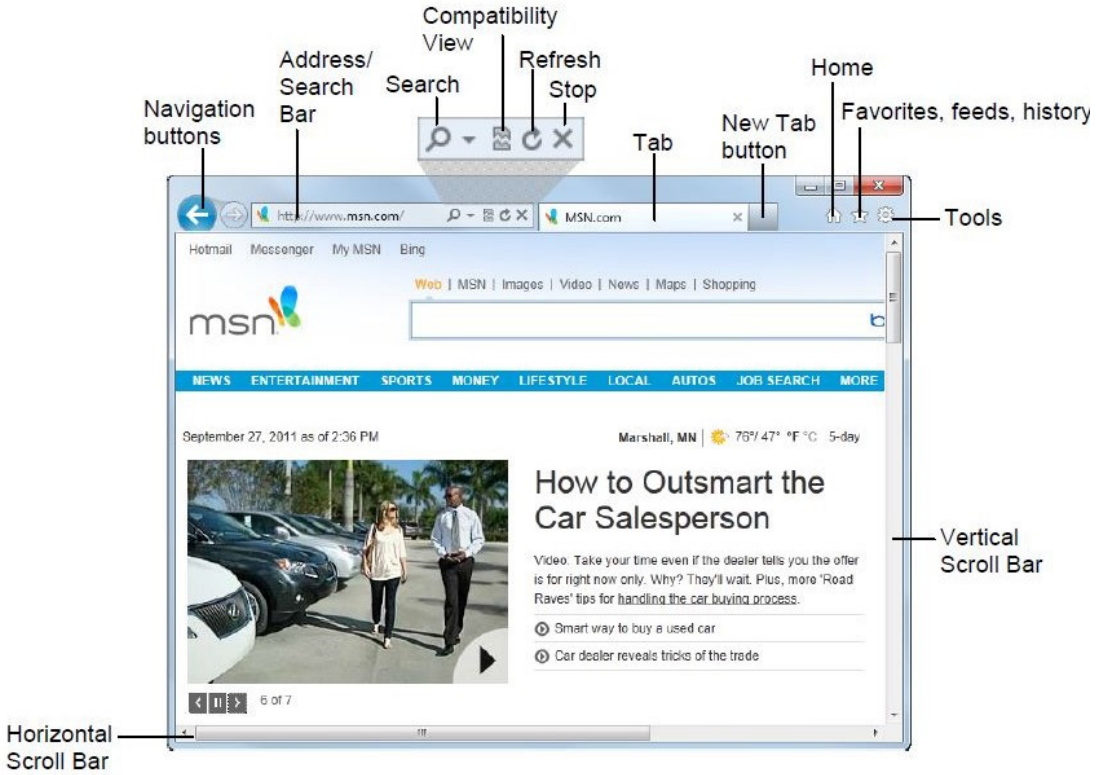 Compatibility
View
Address/
Search
Bar
Search
Refresh
Stop
Home
Navigation
buttons
Tab
New Tab
button
Favorites, feeds, history
http://www.msn.com/
MSN.com
Tools
Hotmail Messenger My MSN Bing
Web | MSN | Images | Video | News | Maps | Shopping
msn
b
NEWS ENTERTAINMENT SPORTS MONEY LIFESTYLE LOCAL AUTOS JOB SEARCH MORE
September 27, 2011 as of 2:36 PM
Marshall, MN | 76°/ 47° °F °C 5-day
How to Outsmart the
Car Salesperson
Video: Take your time even if the dealer tells you the offer
is for right now only. Why? They'll wait. Plus, more 'Road
Raves' tips for handling the car buying process.
Smart way to buy a used car
Car dealer reveals tricks of the trade
6 of 7
Vertical
Scroll Bar
Horizontal
Scroll Bar